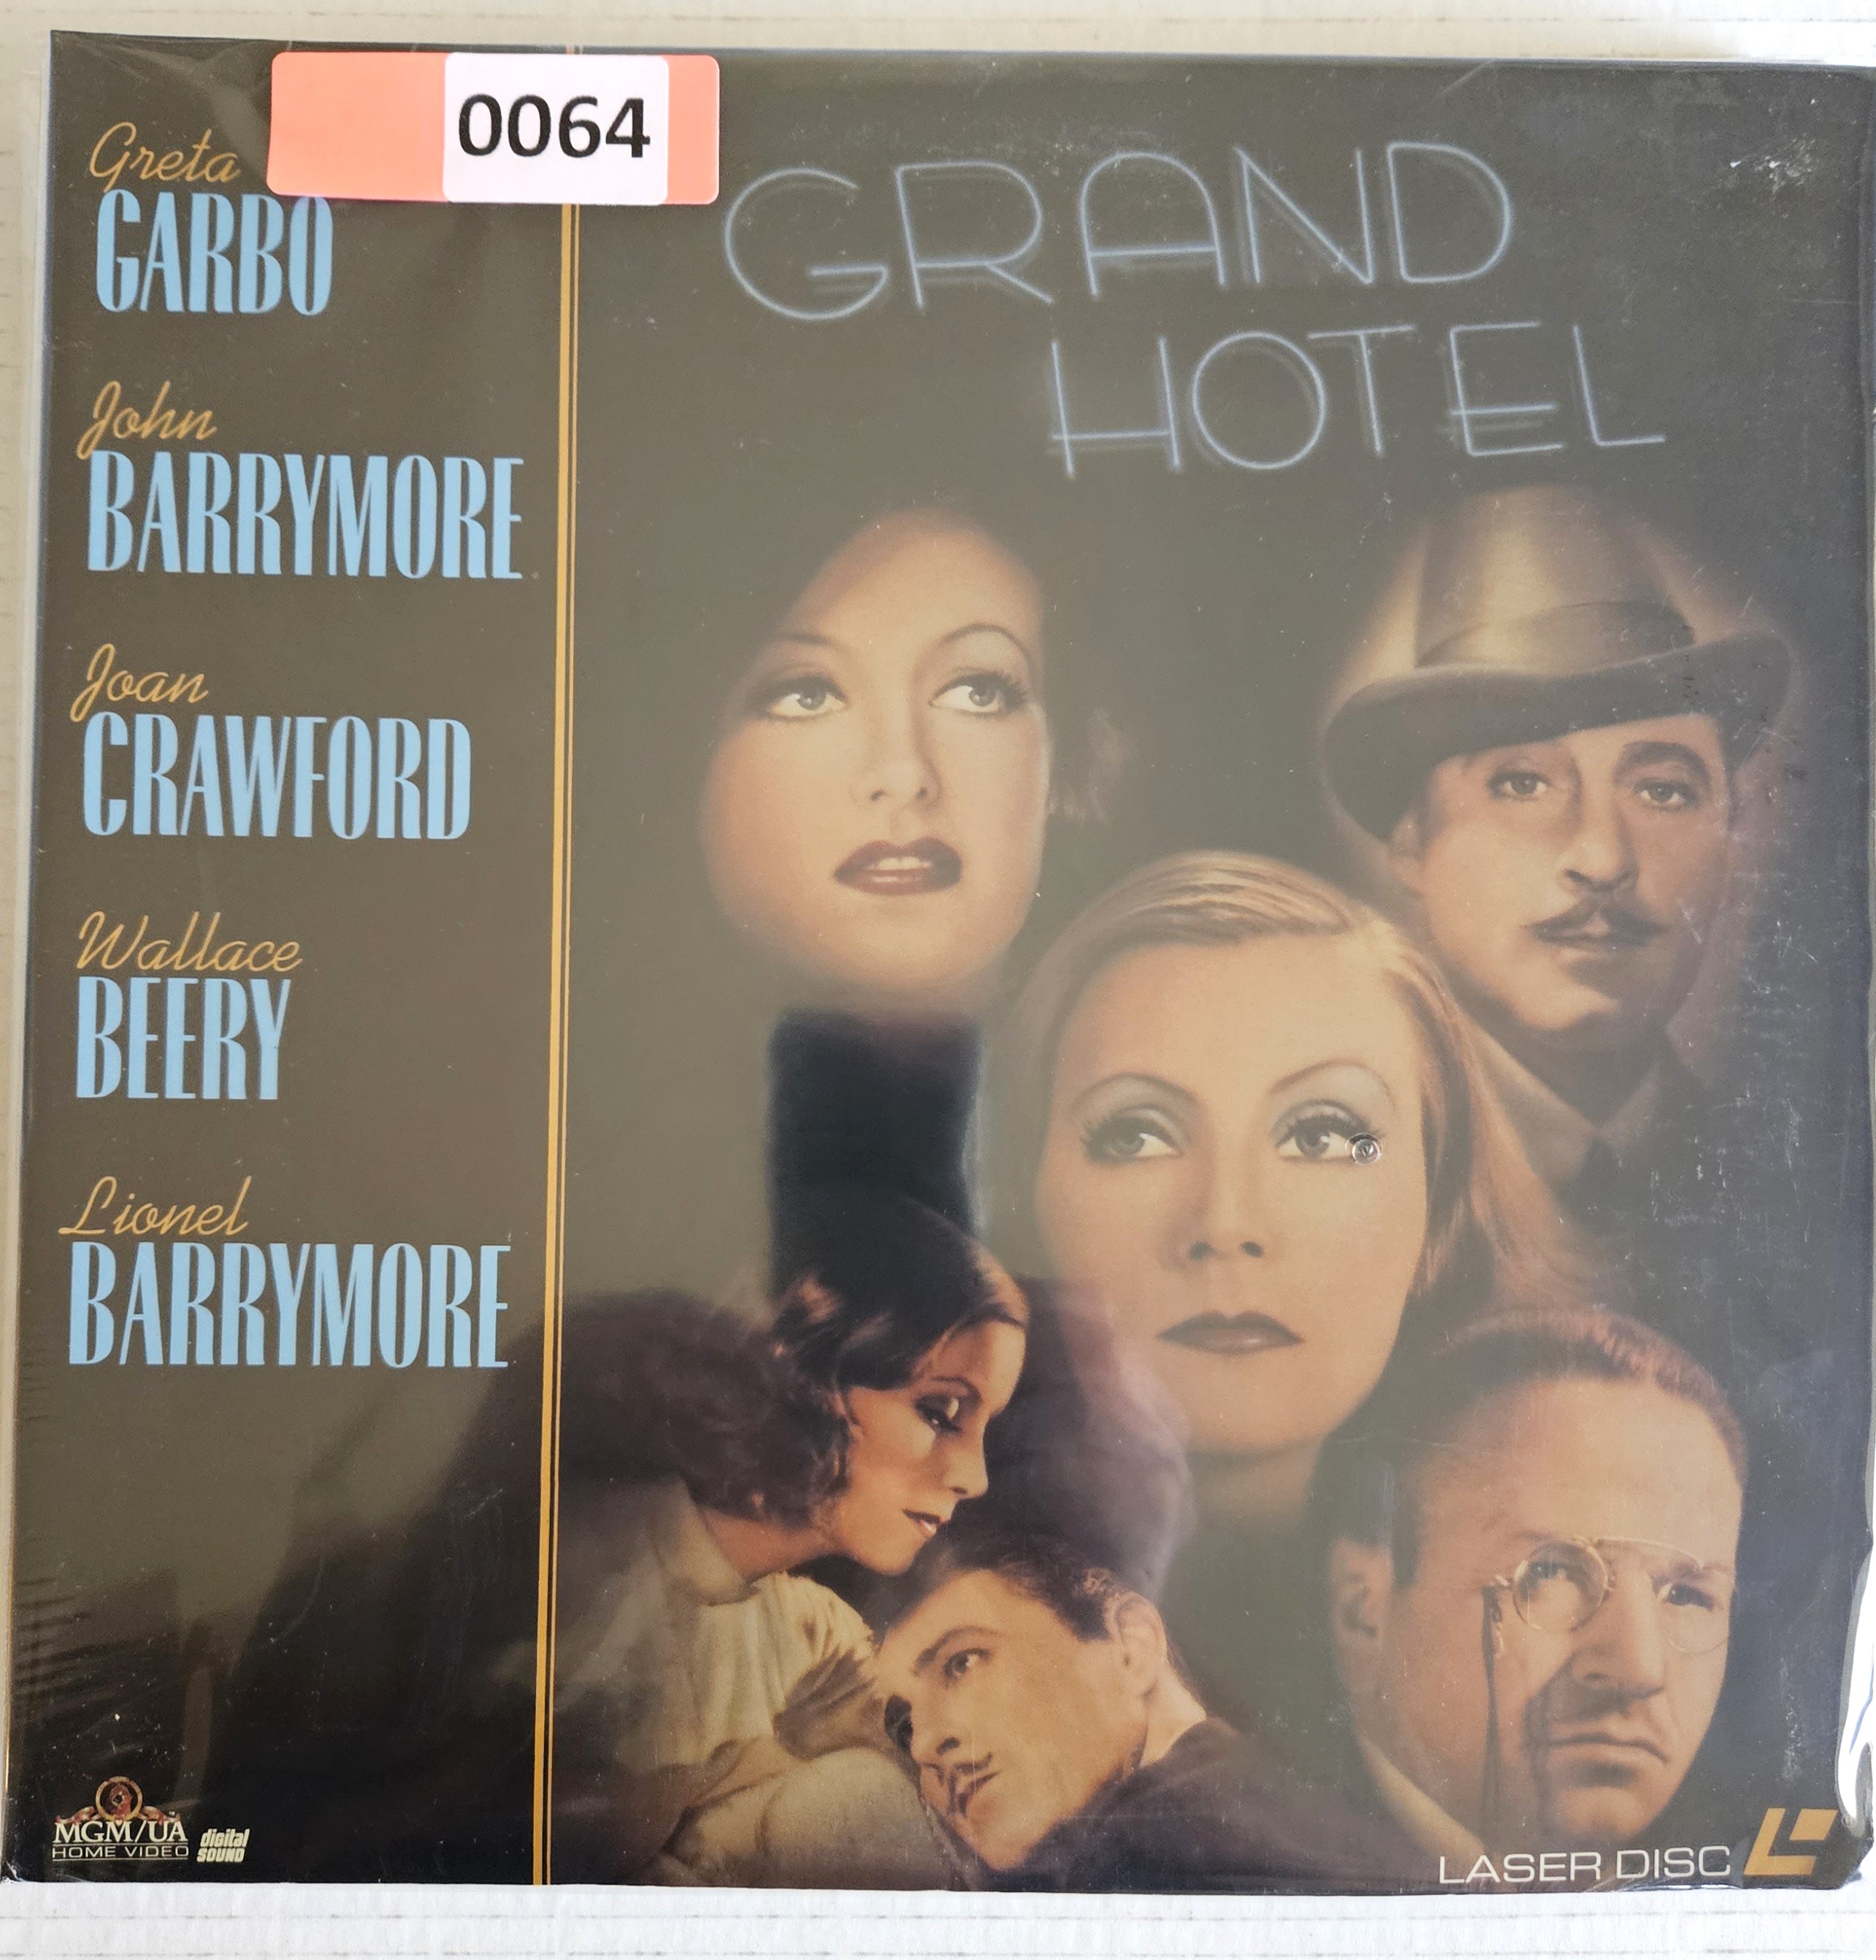 0064
Greta
GARBO
John
BARRYMORE
Joan
CRAWFORD
Wallace
BEERY
Lionel
BARRYMORE
GRAND
HOTEL
MGM/UA
HOME VIDEO
digital
SOUND
LASER DISC